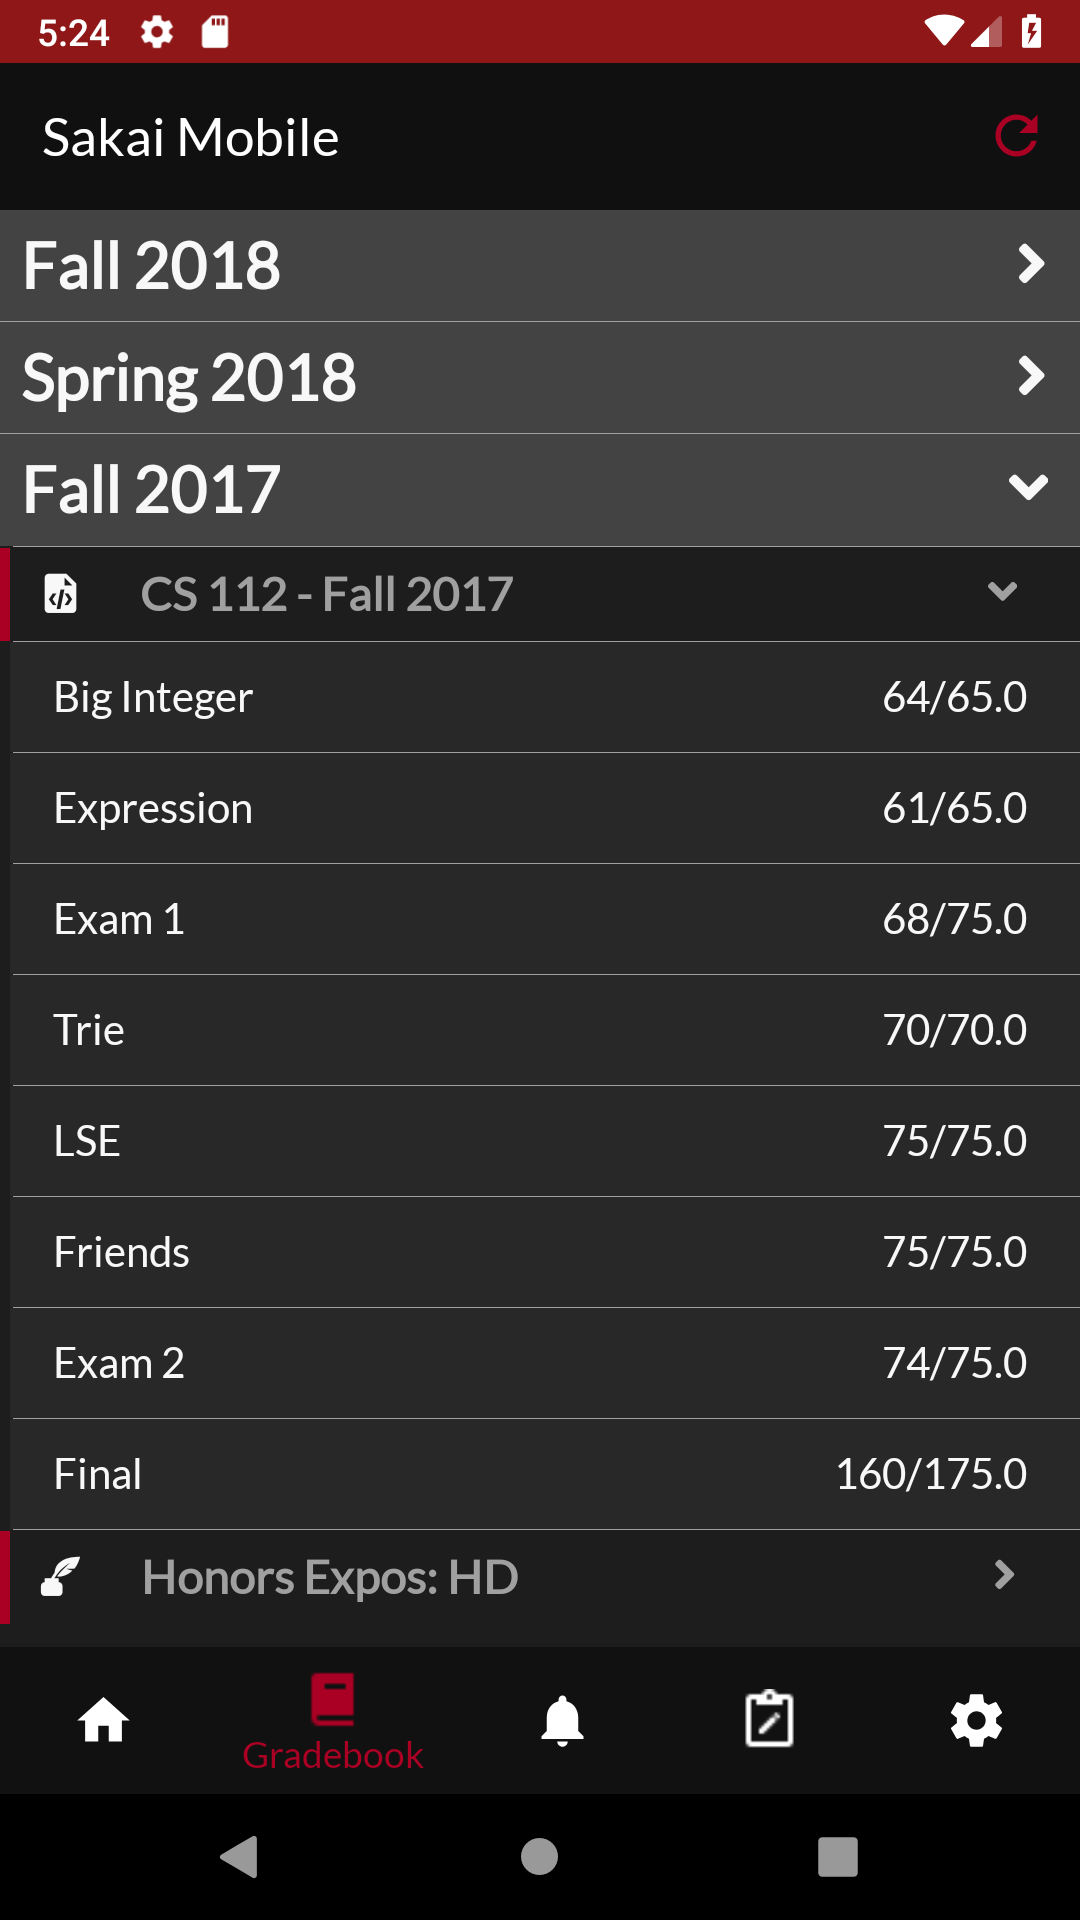 5:24
Sakai Mobile
Fall 2018
Spring 2018
Fall 2017
CS 112 - Fall 2017
Big Integer 64/65.0
Expression 61/65.0
Exam 1 68/75.0
Trie 70/70.0
LSE 75/75.0
Friends 75/75.0
Exam 2 74/75.0
Final 160/175.0
Honors Expos: HD
Gradebook